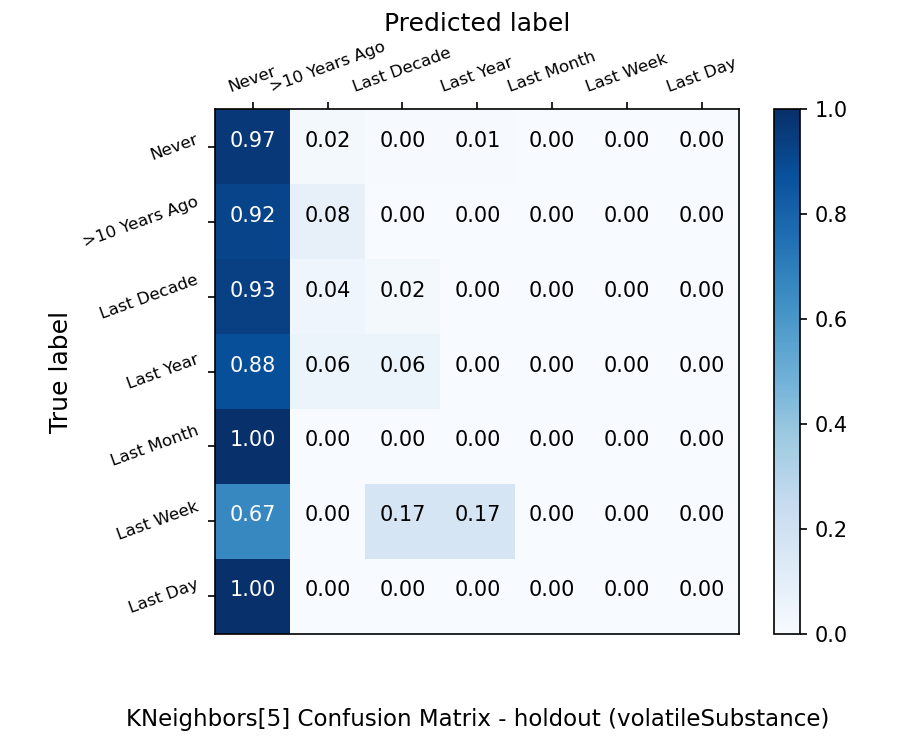 Predicted label
Never >10 Years Ago Last Decade Last Year Last Month Last Week Last Day
True label
Never 0.97 0.02 0.00 0.01 0.00 0.00 0.00
>10 Years Ago 0.92 0.08 0.00 0.00 0.00 0.00 0.00
Last Decade 0.93 0.04 0.02 0.00 0.00 0.00 0.00
Last Year 0.88 0.06 0.06 0.00 0.00 0.00 0.00
Last Month 1.00 0.00 0.00 0.00 0.00 0.00 0.00
Last Week 0.67 0.00 0.17 0.17 0.00 0.00 0.00
Last Day 1.00 0.00 0.00 0.00 0.00 0.00 0.00
1.0
0.8
0.6
0.4
0.2
0.0
KNeighbors[5] Confusion Matrix - holdout (volatileSubstance)